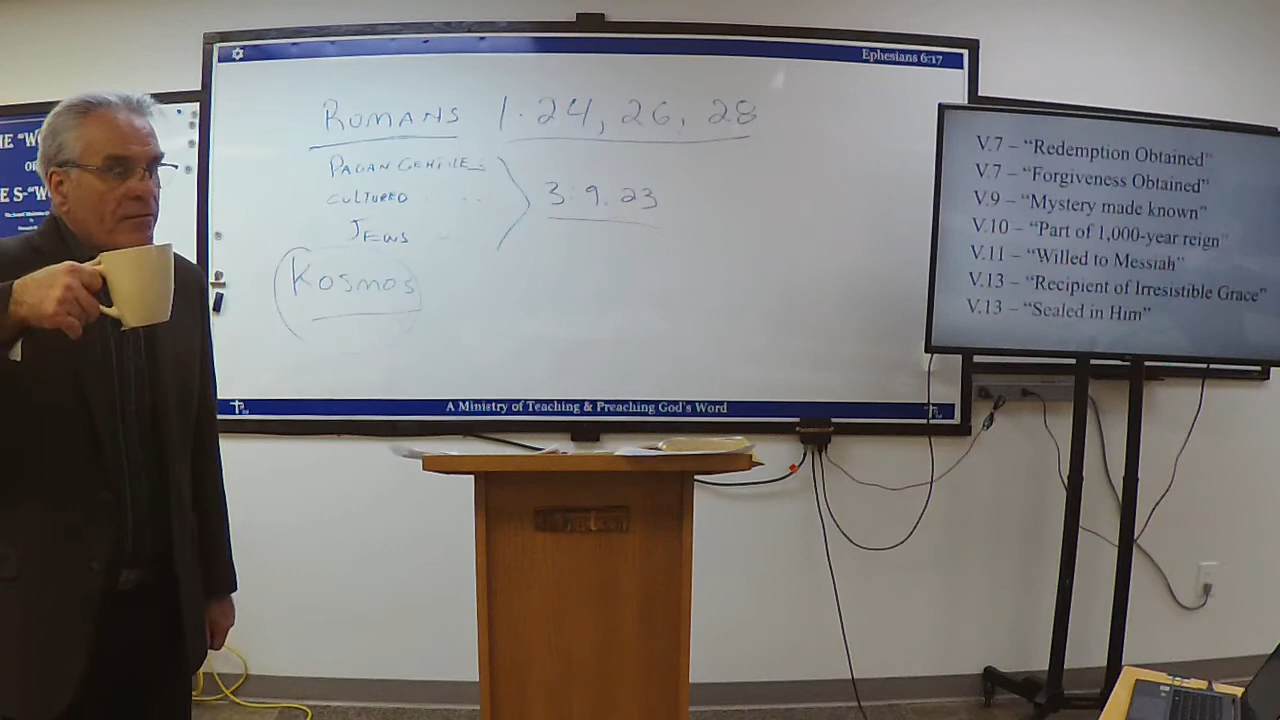 Ephesians 6:17
ROMANS 1:24, 26, 28
PAGAN GENTILE
CULTURED
JEWS
3:9.23
KOSMOS
A Ministry of Teaching & Preaching God's Word
V.7 – “Redemption Obtained”
V.7 – “Forgiveness Obtained”
V.9 – “Mystery made known”
V.10 – “Part of 1,000-year reign”
V.11 – “Willed to Messiah”
V.13 – “Recipient of Irresistible Grace”
V.13 – “Sealed in Him”